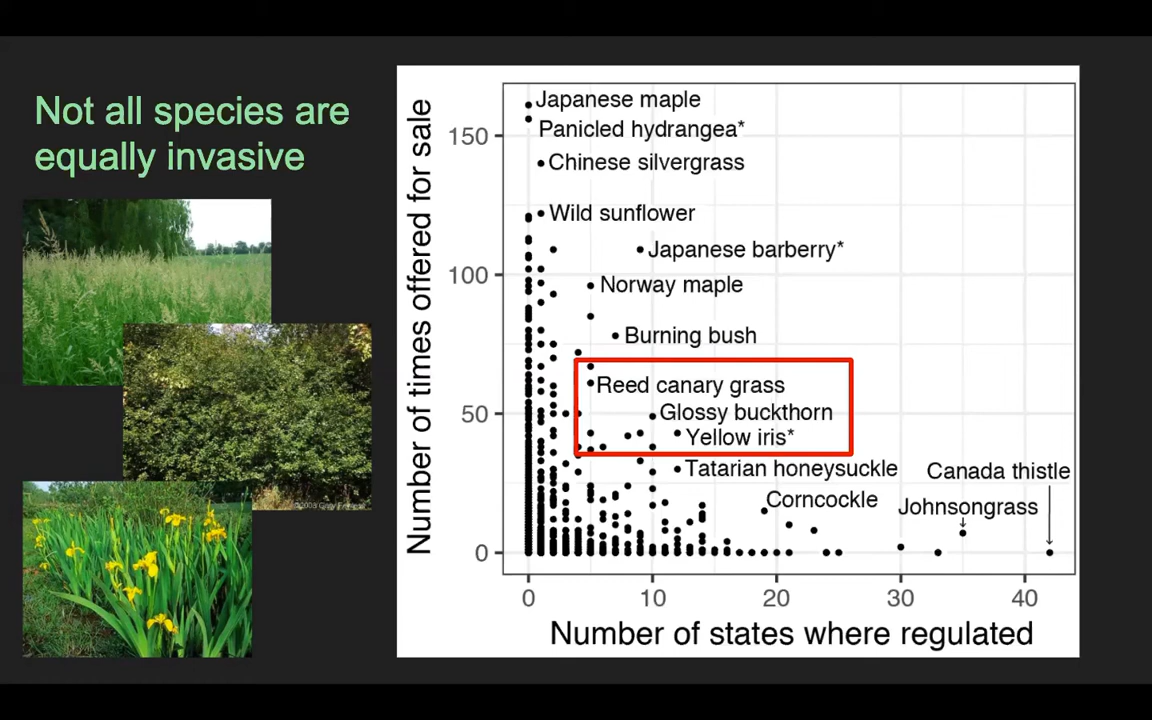 Not all species are
equally invasive
Number of times offered for sale
150
100
50
0
Japanese maple
Panicled hydrangea*
Chinese silvergrass
Wild sunflower
Japanese barberry*
Norway maple
Burning bush
Reed canary grass
Glossy buckthorn
Yellow iris*
Tatarian honeysuckle
Canada thistle
Corncockle
Johnsongrass
0 10 20 30 40
Number of states where regulated